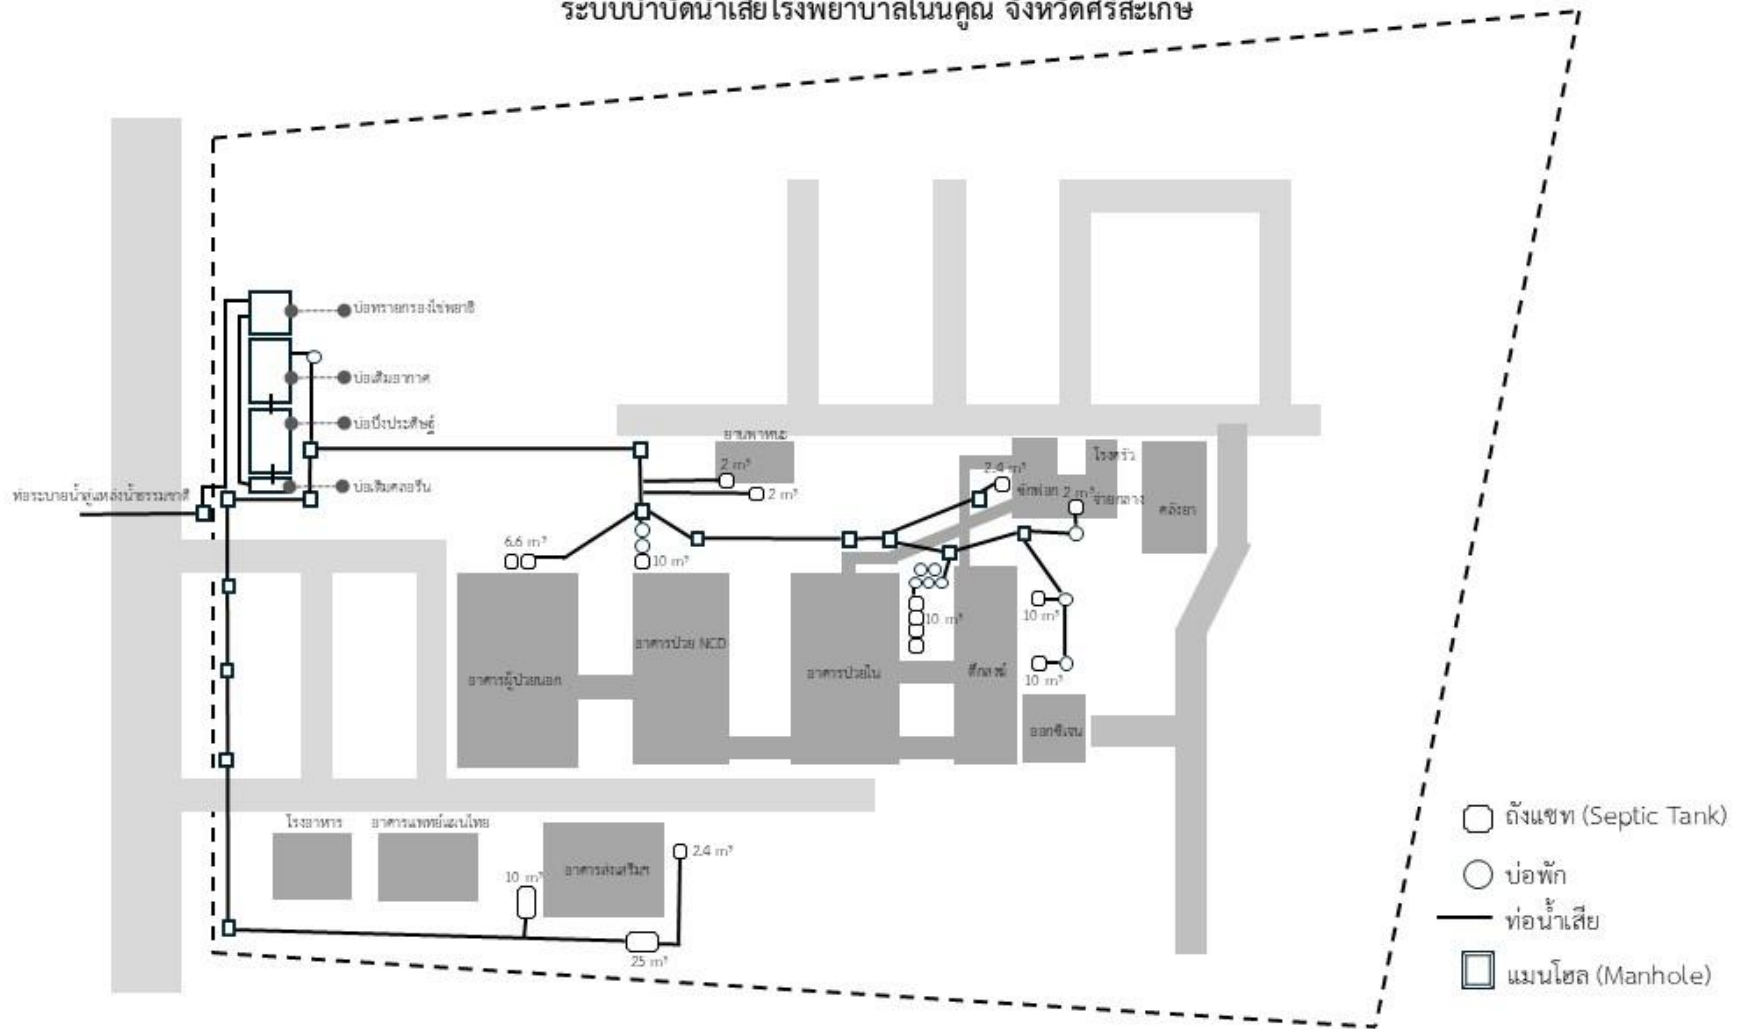 ระบบบำบัดน้ำเสียโรงพยาบาลโนนคูณ จังหวัดศรีสะเกษ
บ่อทรายกรองไข่พยาธิ
บ่อเติมอากาศ
บ่อบึงประดิษฐ์
บ่อเติมคลอรีน
ท่อระบายน้ำสู่แหล่งน้ำธรรมชาติ
ยานพาหนะ
2 m³
2 m³
2.4 m³
โรงครัว
ซักฟอก
2 m³
จ่ายกลาง
คลังยา
6.6 m³
10 m³
10 m³
10 m³
10 m³
อาคารผู้ป่วยนอก
อาคารป่วย NCD
อาคารป่วยใน
ตึกสงฆ์
ออกซิเจน
โรงอาหาร
อาคารแพทย์แผนไทย
อาคารส่งเสริมฯ
2.4 m³
10 m³
25 m³
ถังแซท (Septic Tank)
บ่อพัก
ท่อน้ำเสีย
แมนโฮล (Manhole)